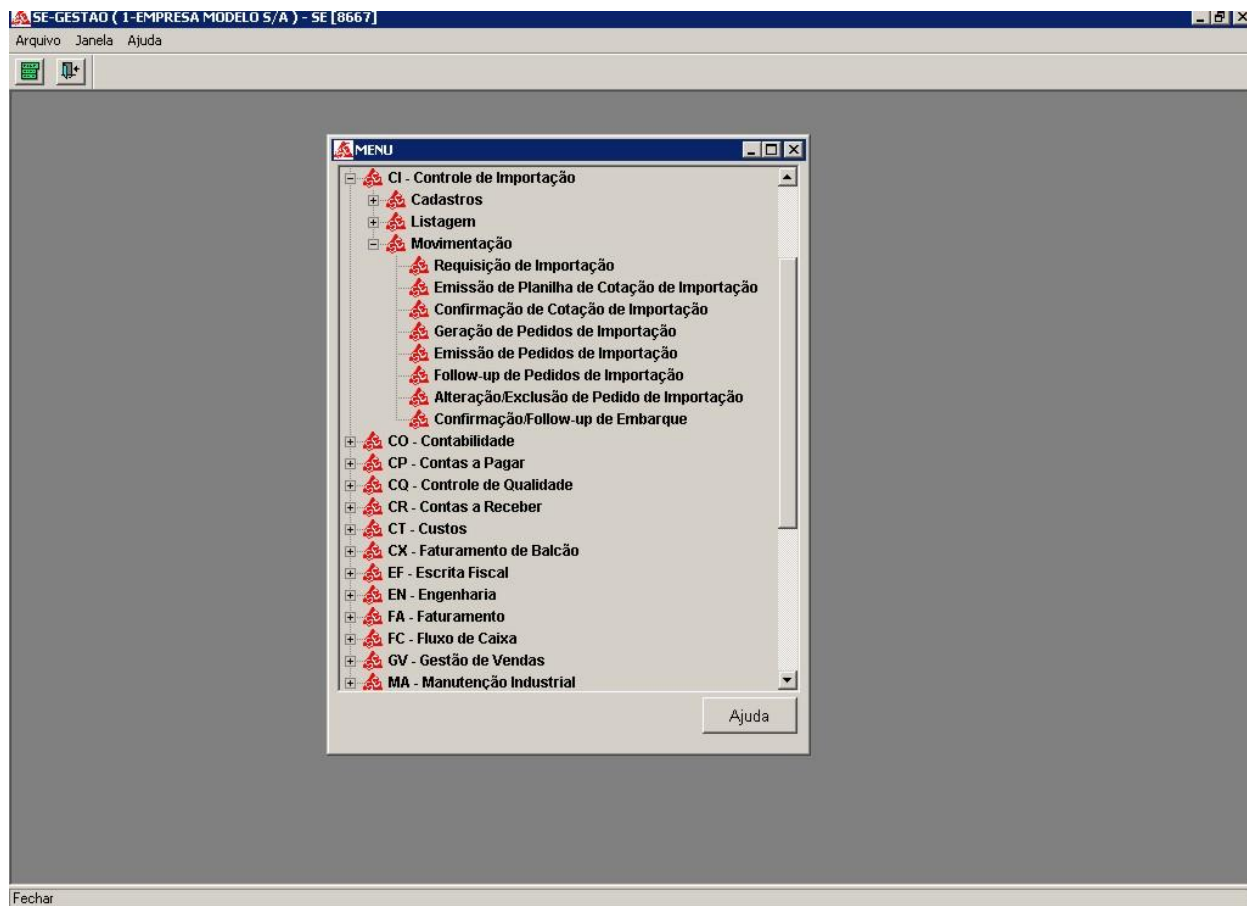 SE-GESTAO ( 1-EMPRESA MODELO S/A ) - SE [8667]
Arquivo Janela Ajuda
MENU
CI - Controle de Importação
Cadastros
Listagem
Movimentação
Requisição de Importação
Emissão de Planilha de Cotação de Importação
Confirmação de Cotação de Importação
Geração de Pedidos de Importação
Emissão de Pedidos de Importação
Follow-up de Pedidos de Importação
Alteração/Exclusão de Pedido de Importação
Confirmação/Follow-up de Embarque
CO - Contabilidade
CP - Contas a Pagar
CQ - Controle de Qualidade
CR - Contas a Receber
CT - Custos
CX - Faturamento de Balcão
EF - Escrita Fiscal
EN - Engenharia
FA - Faturamento
FC - Fluxo de Caixa
GV - Gestão de Vendas
MA - Manutenção Industrial
Ajuda
Fechar